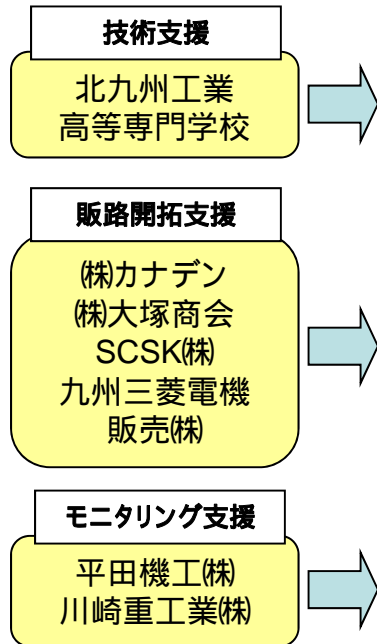 技術支援
北九州工業
高等専門学校
販路開拓支援
㈱カナデン
㈱大塚商会
SCSK㈱
九州三菱電機
販売㈱
モニタリング支援
平田機工㈱
川崎重工業㈱